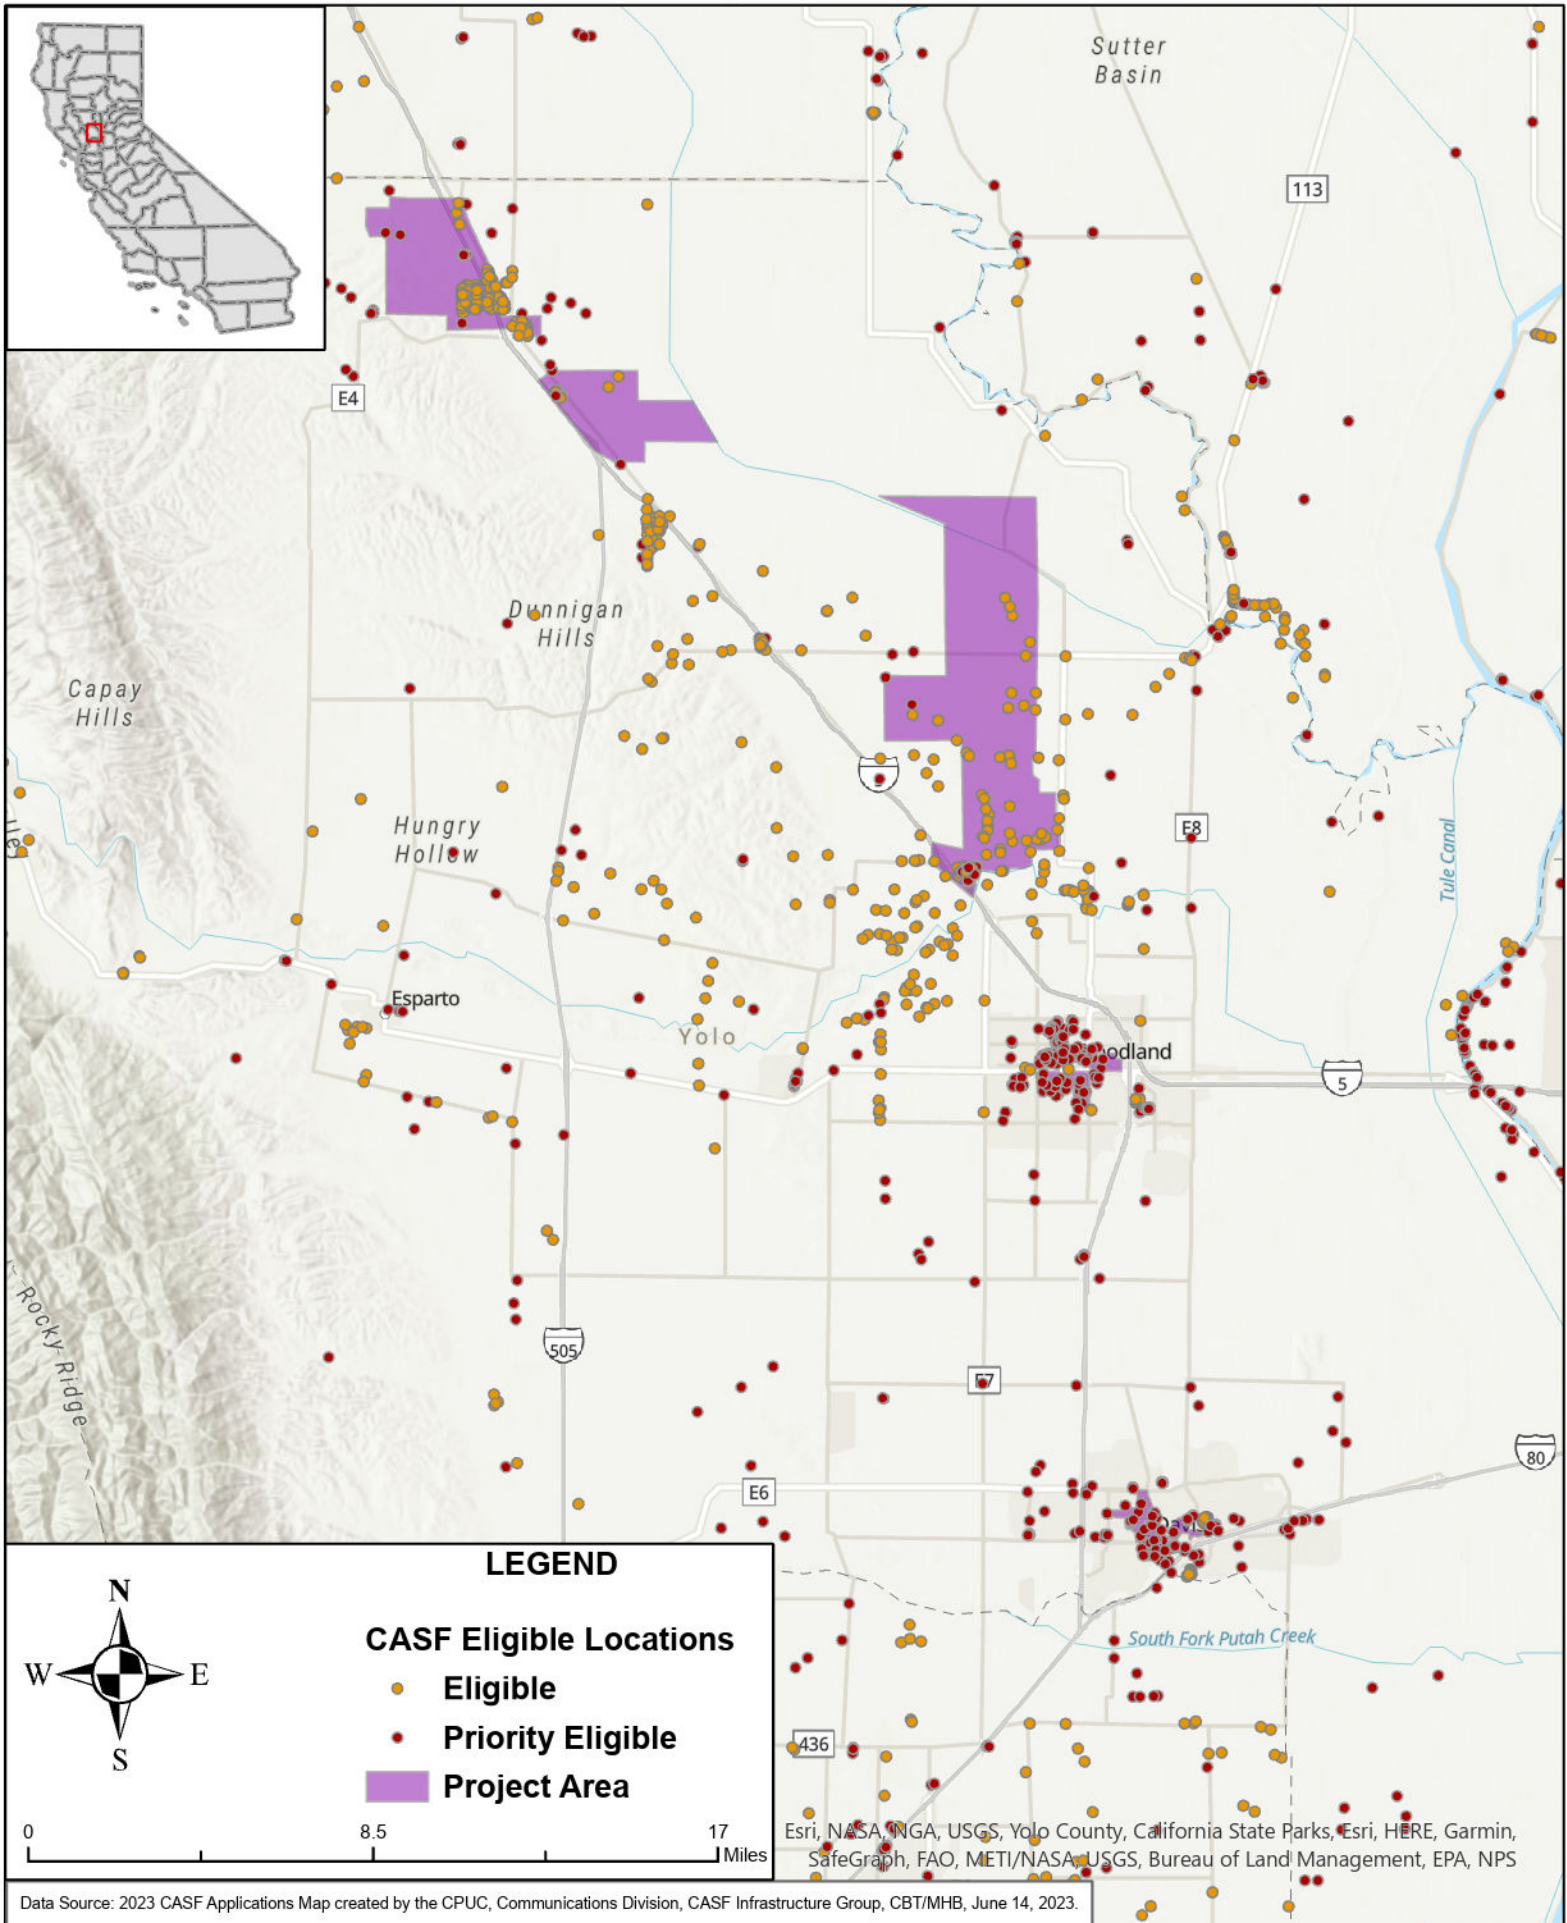 Sutter
Basin
113
E4
Dunnigan
Hills
Capay
Hills
5
E8
Hungry
Hollow
Tule Canal
Esparto
Yolo
odland
5
Rocky Ridge
505
E7
80
E6
Davis
South Fork Putah Creek
436
LEGEND
N
W
E
S
CASF Eligible Locations
Eligible
Priority Eligible
Project Area
0
8.5
17
Miles
Esri, NASA, NGA, USGS, Yolo County, California State Parks, Esri, HERE, Garmin,
SafeGraph, FAO, METI/NASA, USGS, Bureau of Land Management, EPA, NPS
Data Source: 2023 CASF Applications Map created by the CPUC, Communications Division, CASF Infrastructure Group, CBT/MHB, June 14, 2023.